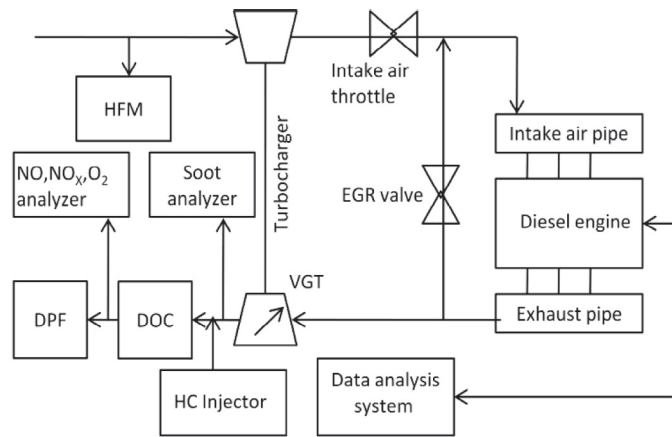 Intake air
throttle
HFM
Intake air pipe
NO,NOX,O2
analyzer
Soot
analyzer
Turbocharger
EGR valve
Diesel engine
VGT
DPF
DOC
Exhaust pipe
HC Injector
Data analysis
system